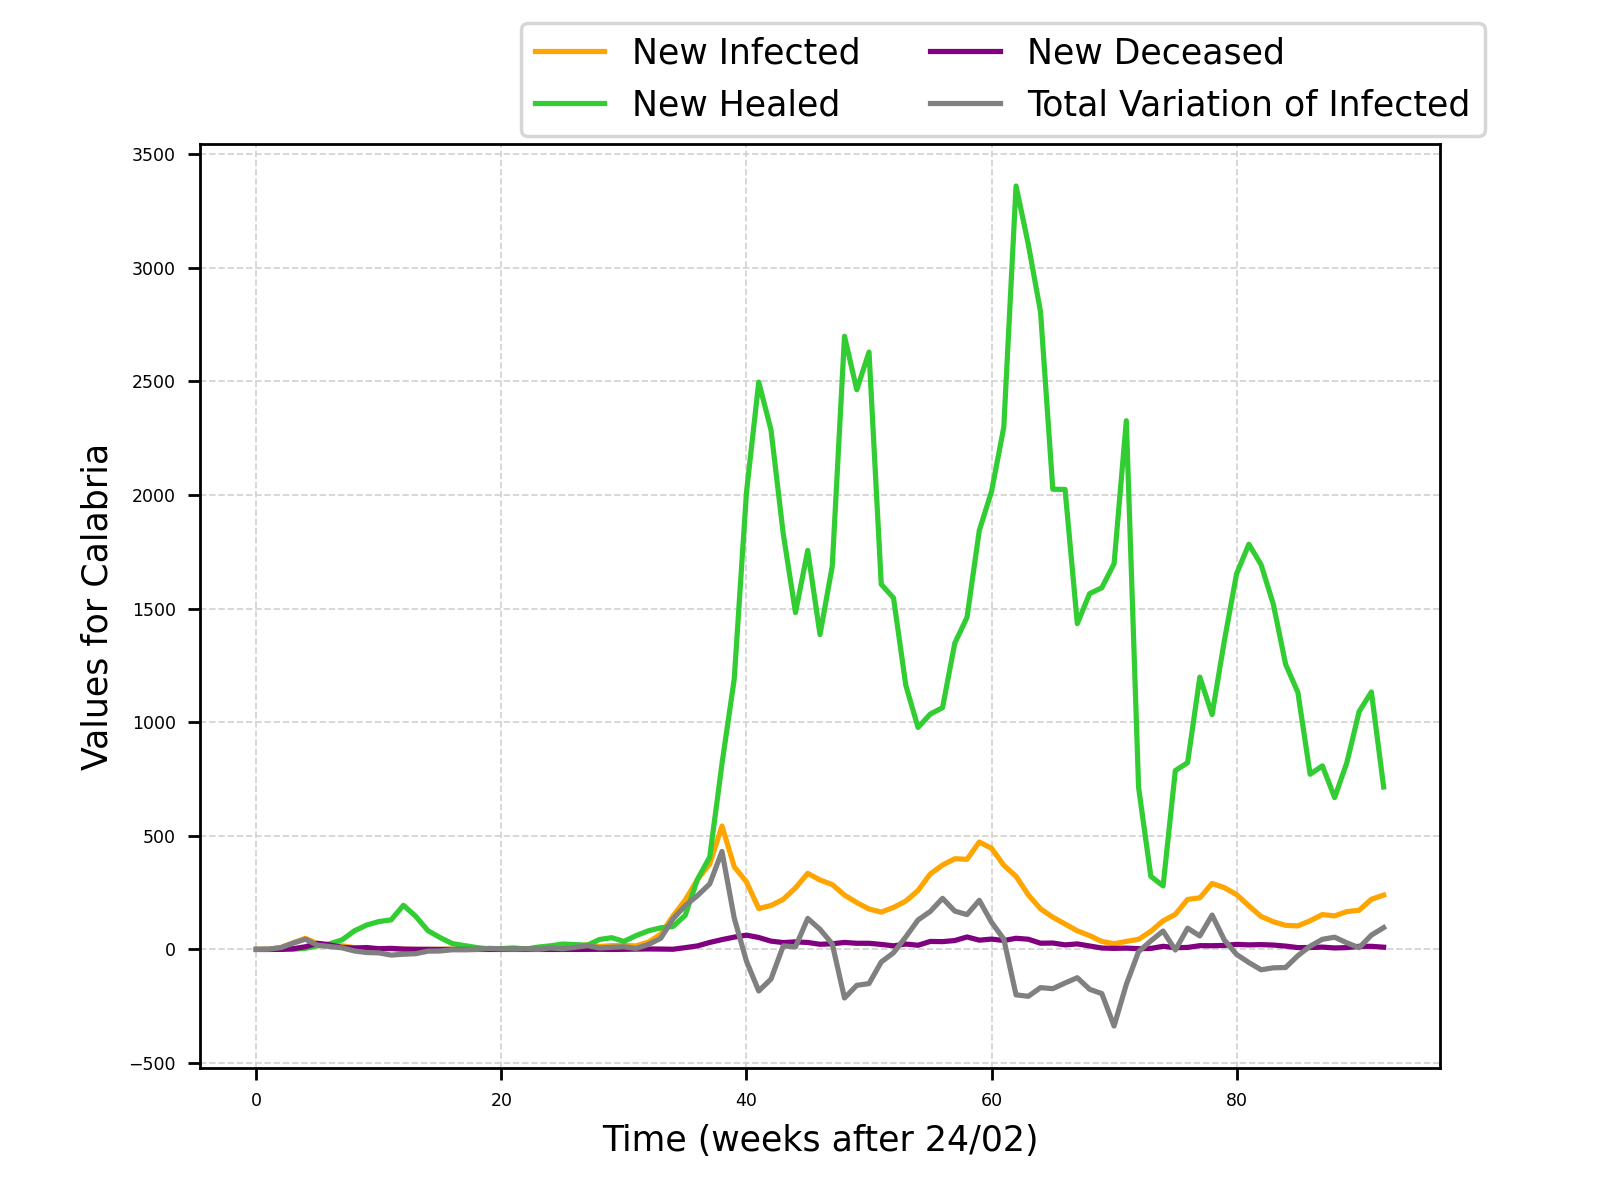 New Infected
New Healed
New Deceased
Total Variation of Infected
3500
3000
2500
2000
1500
1000
500
0
−500
Values for Calabria
0 20 40 60 80
Time (weeks after 24/02)